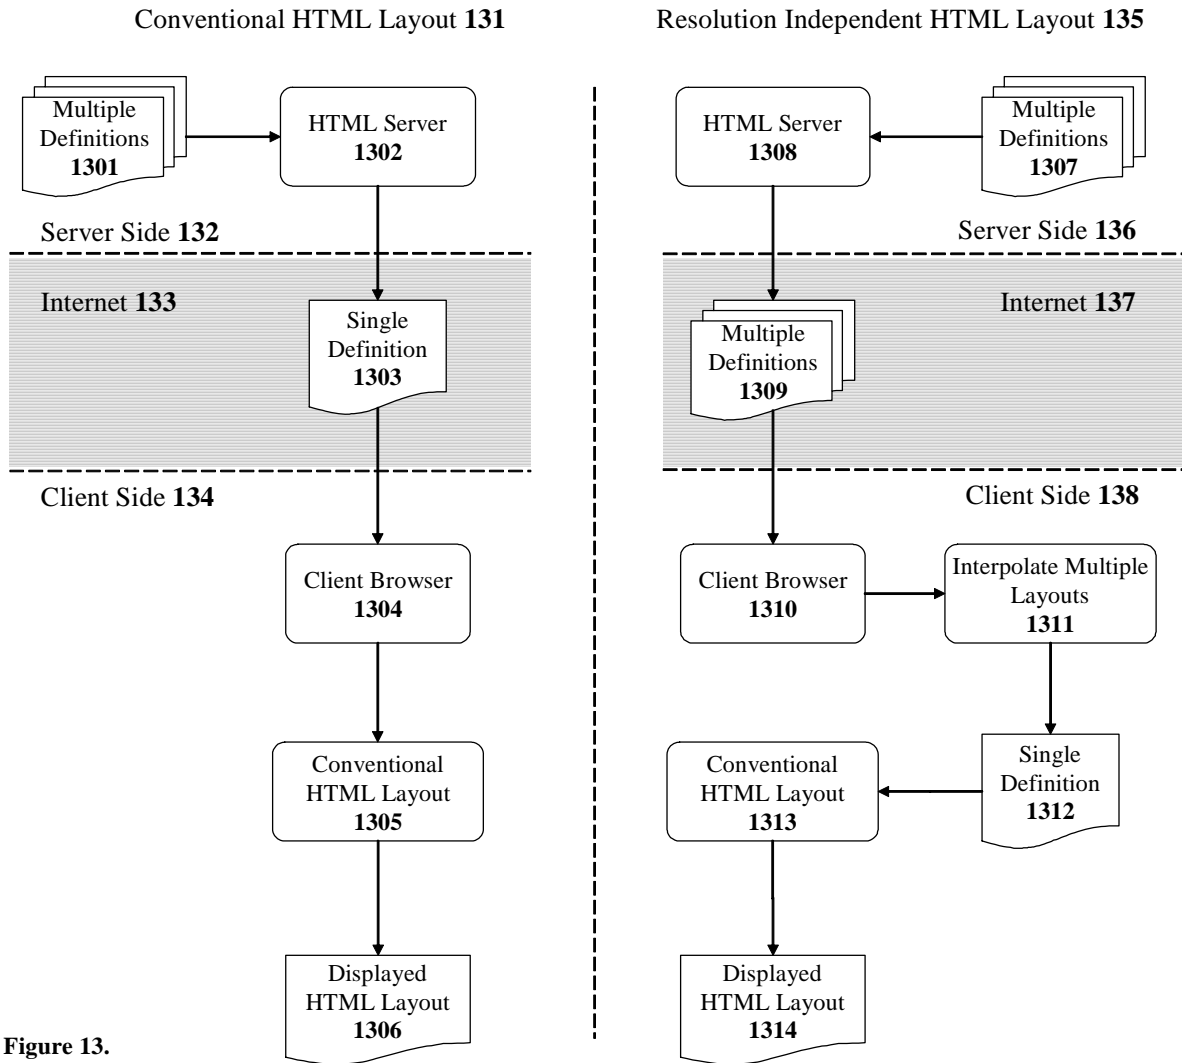 Conventional HTML Layout 131
Multiple
Definitions
1301
HTML Server
1302
Server Side 132
Internet 133
Single
Definition
1303
Client Side 134
Client Browser
1304
Conventional
HTML Layout
1305
Displayed
HTML Layout
1306
Resolution Independent HTML Layout 135
HTML Server
1308
Multiple
Definitions
1307
Server Side 136
Internet 137
Multiple
Definitions
1309
Client Side 138
Client Browser
1310
Interpolate Multiple
Layouts
1311
Single
Definition
1312
Conventional
HTML Layout
1313
Displayed
HTML Layout
1314
Figure 13.